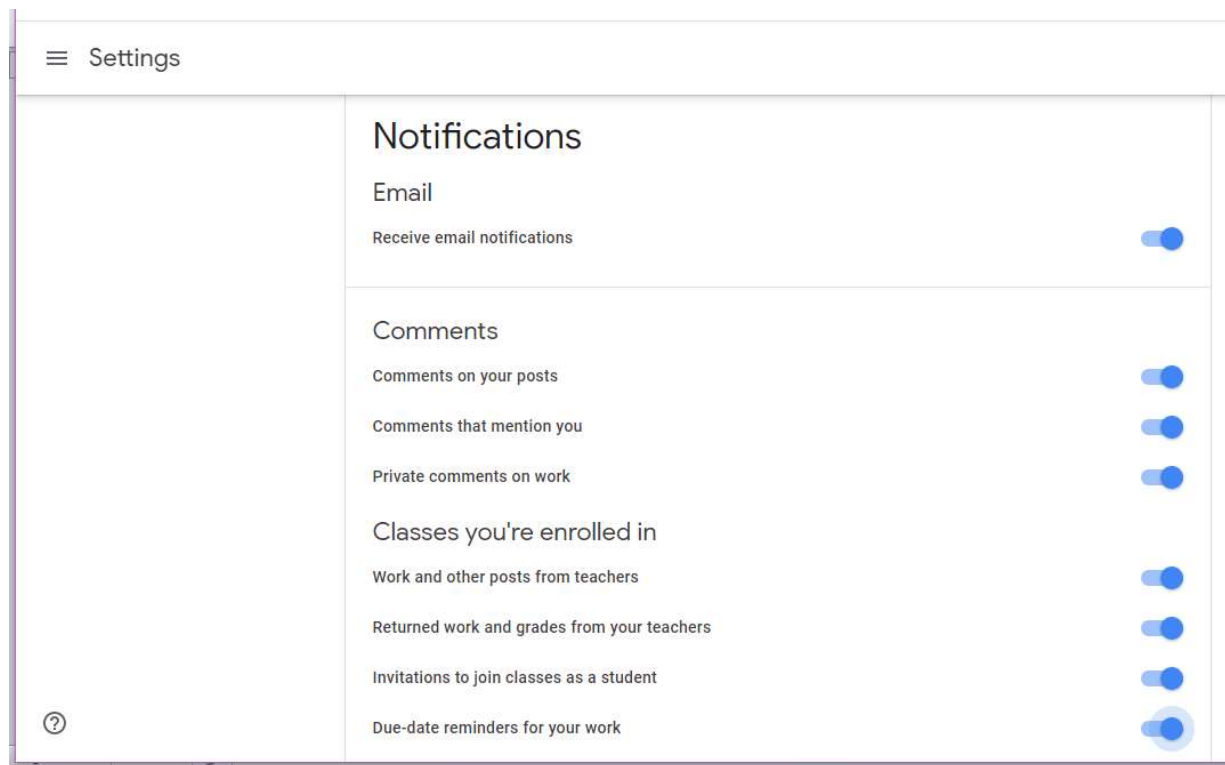 Settings
Notifications
Email
Receive email notifications
Comments
Comments on your posts
Comments that mention you
Private comments on work
Classes you're enrolled in
Work and other posts from teachers
Returned work and grades from your teachers
Invitations to join classes as a student
Due-date reminders for your work